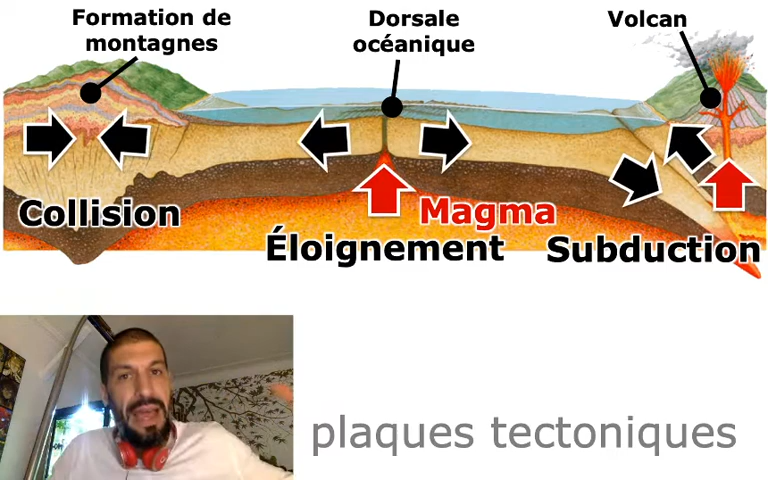 Formation de
montagnes
Dorsale
océanique
Volcan
Collision
Magma
Éloignement
Subduction
plaques tectoniques